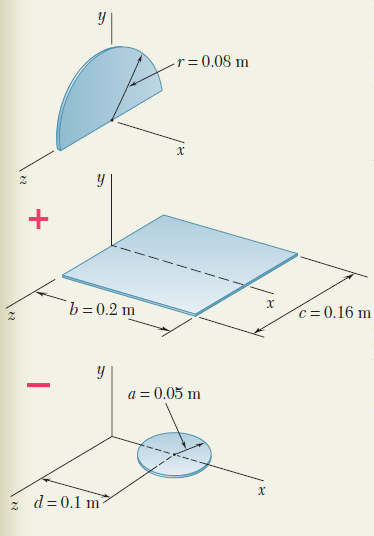 y
r = 0.08 m
x
z
+
y
z
b = 0.2 m
x
c = 0.16 m
−
y
a = 0.05 m
x
z
d = 0.1 m